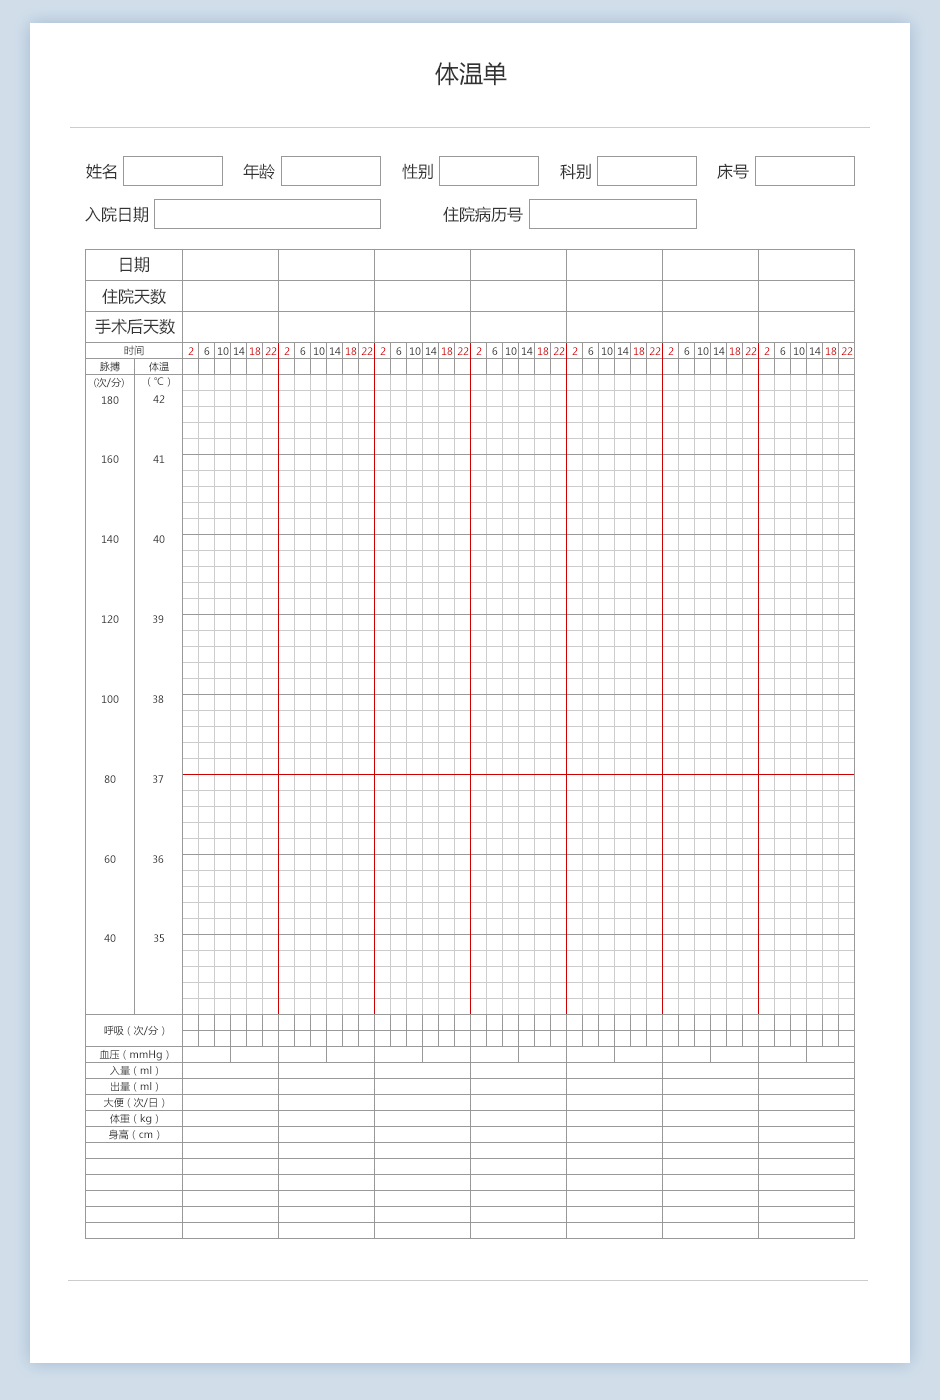 体温单
姓名 年龄 性别 科别 床号
入院日期 住院病历号
日期
住院天数
手术后天数
时间 2 6 10 14 18 22 2 6 10 14 18 22 2 6 10 14 18 22 2 6 10 14 18 22 2 6 10 14 18 22 2 6 10 14 18 22 2 6 10 14 18 22
脉搏 体温
(次/分) （℃）
180 42
160 41
140 40
120 39
100 38
80 37
60 36
40 35
呼吸（次/分）
血压（mmHg）
入量（ml）
出量（ml）
大便（次/日）
体重（kg）
身高（cm）